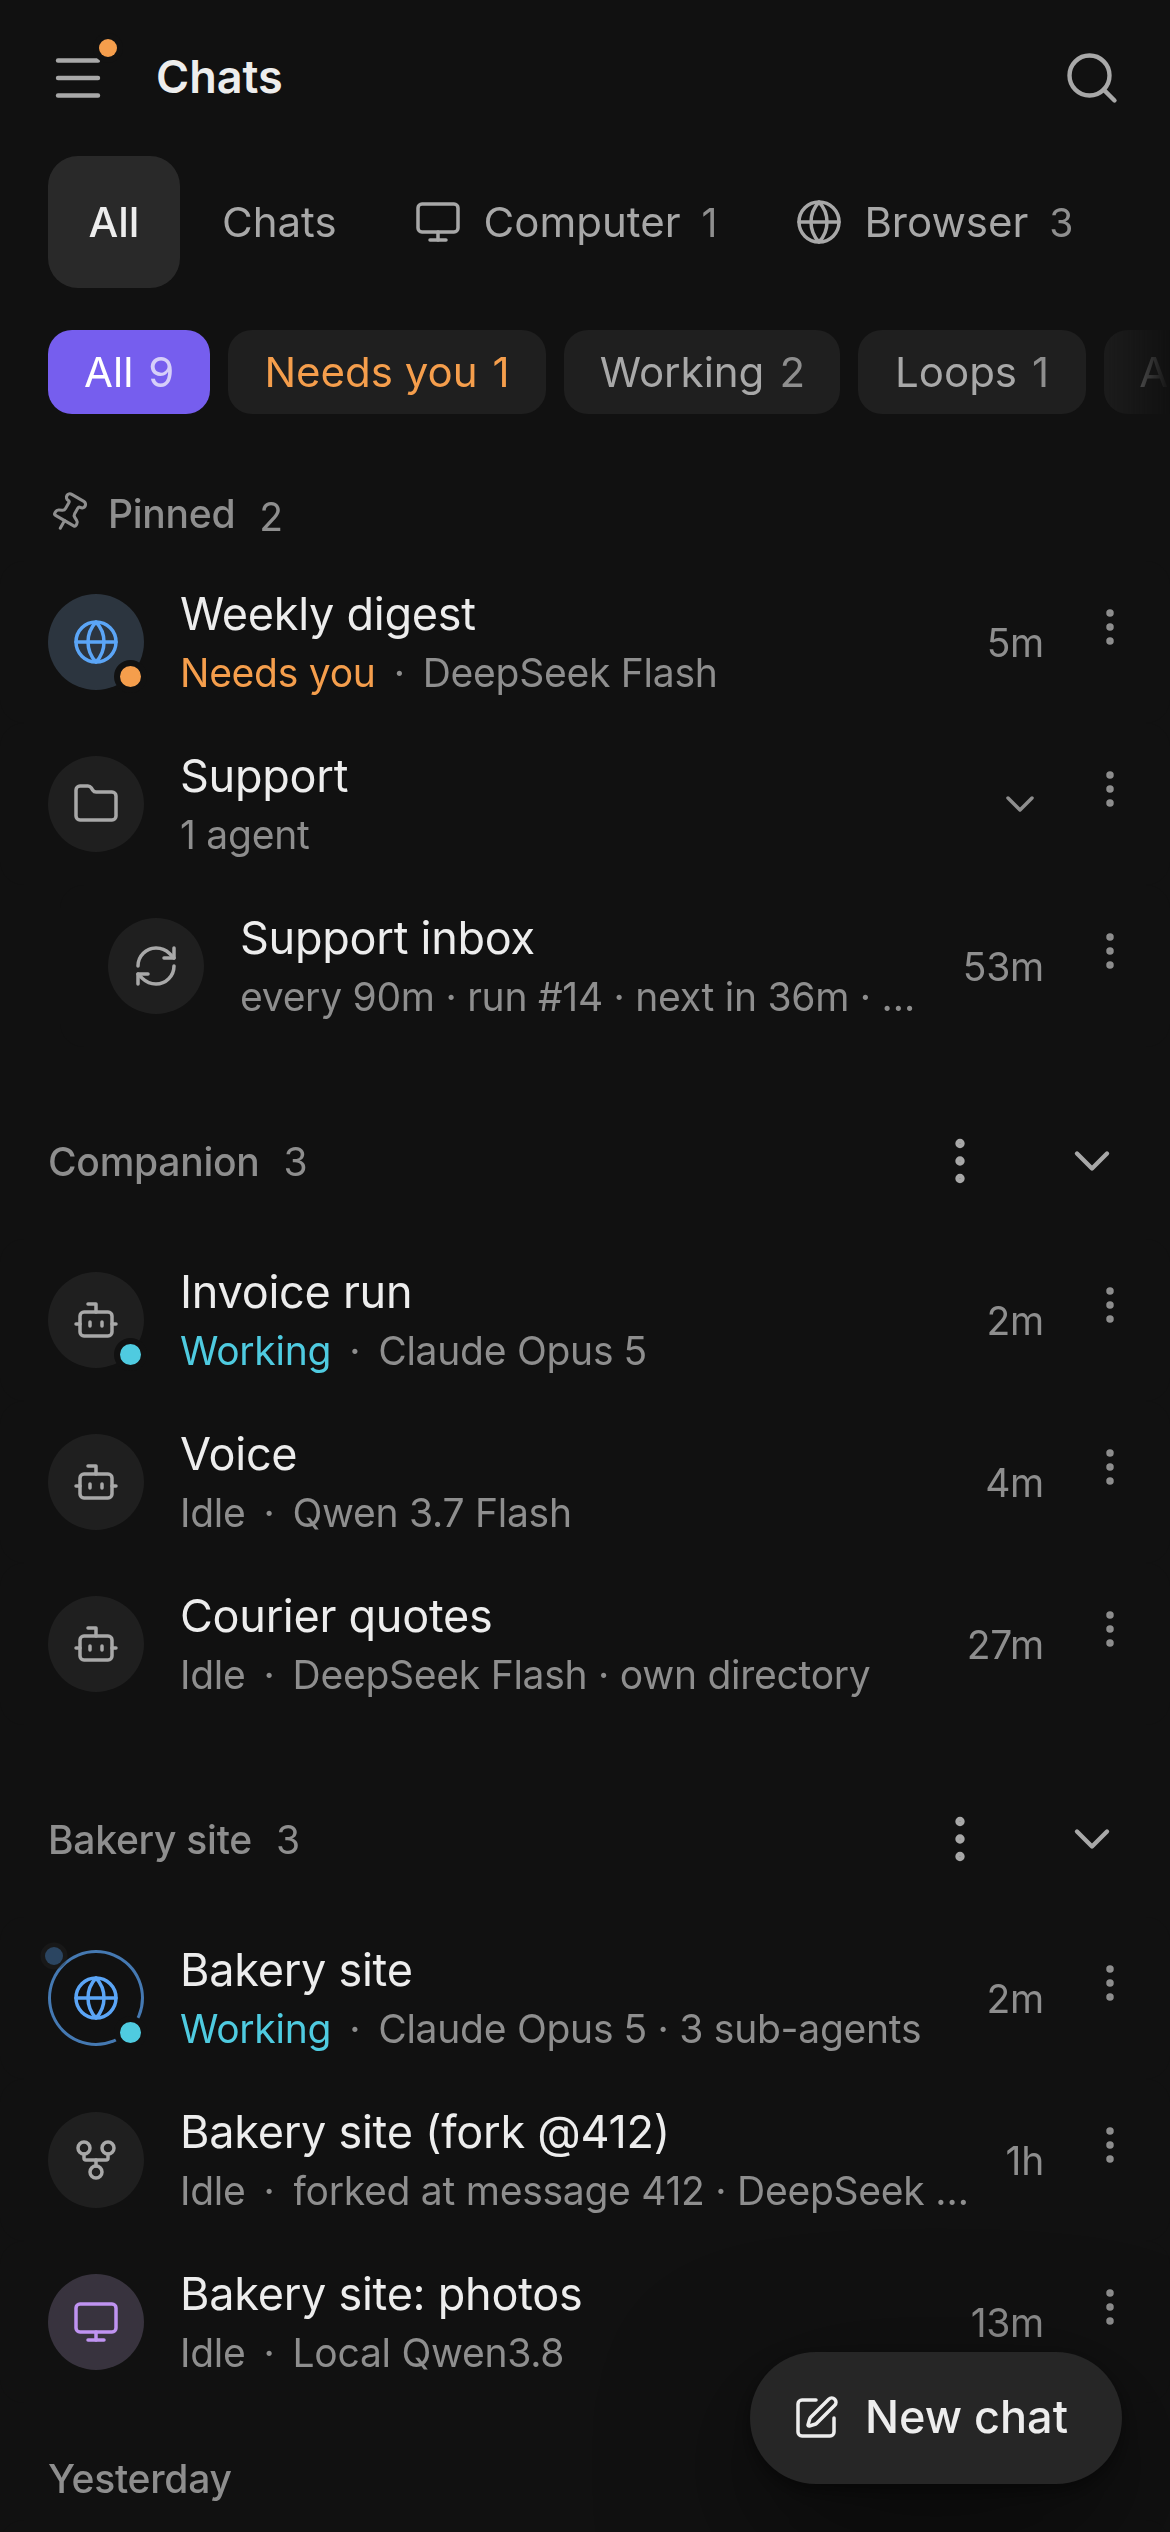 Chats
All
Chats
Computer 1
Browser 3
All 9
Needs you 1
Working 2
Loops 1
A
Pinned 2
Weekly digest
Needs you · DeepSeek Flash
5m
Support
1 agent
Support inbox
every 90m · run #14 · next in 36m · ...
53m
Companion 3
Invoice run
Working · Claude Opus 5
2m
Voice
Idle · Qwen 3.7 Flash
4m
Courier quotes
Idle · DeepSeek Flash · own directory
27m
Bakery site 3
Bakery site
Working · Claude Opus 5 · 3 sub-agents
2m
Bakery site (fork @412)
Idle · forked at message 412 · DeepSeek ...
1h
Bakery site: photos
Idle · Local Qwen3.8
13m
New chat
Yesterday